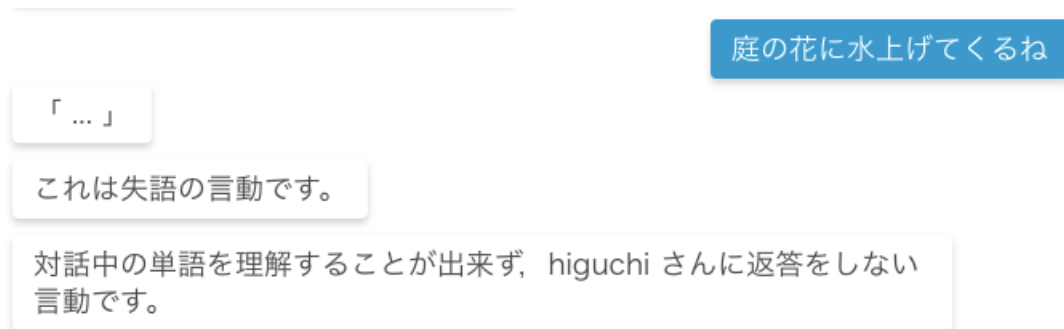 庭の花に水上げてくるね
「 ... 」
これは失語の言動です。
対話中の単語を理解することが出来ず, higuchi さんに返答をしない
言動です。